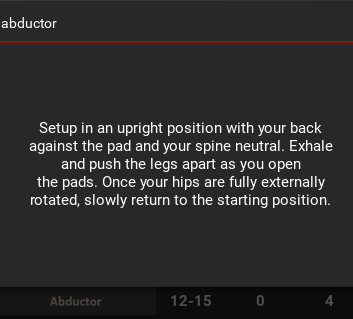 abductor
Setup in an upright position with your back
against the pad and your spine neutral. Exhale
and push the legs apart as you open
the pads. Once your hips are fully externally
rotated, slowly return to the starting position.
Abductor 12-15 0 4